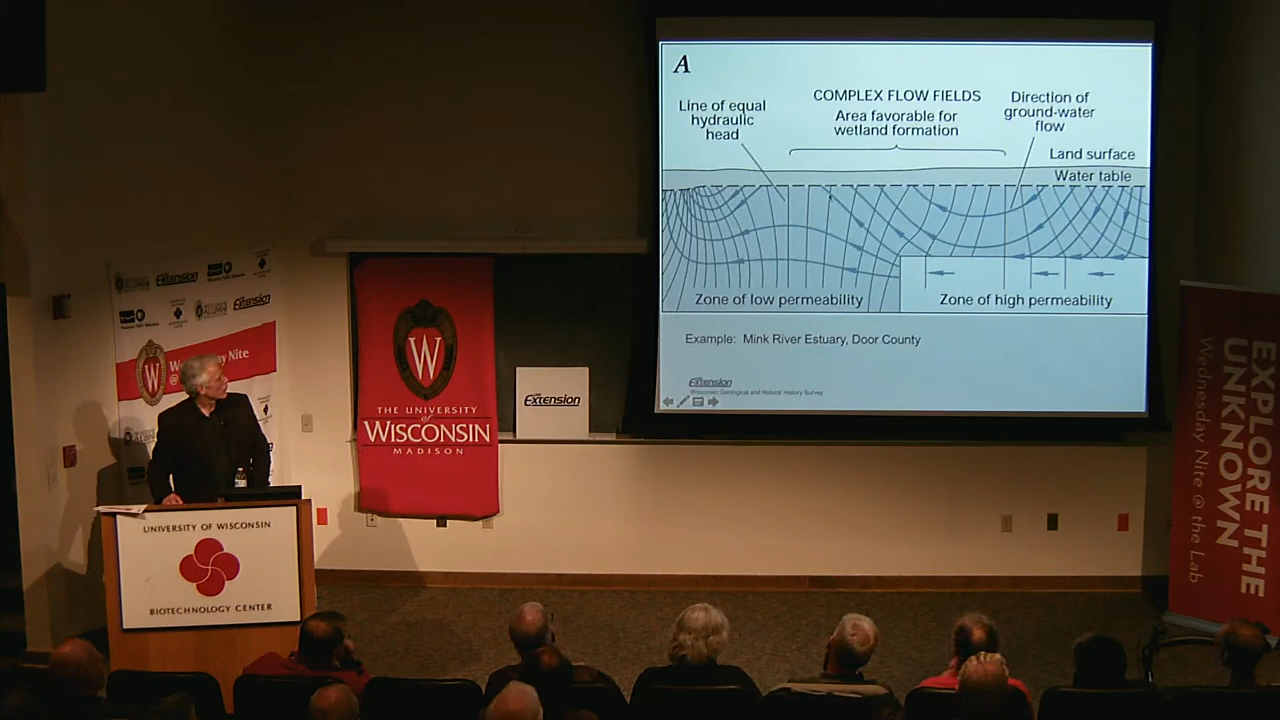 A
Line of equal
hydraulic
head
COMPLEX FLOW FIELDS
Area favorable for
wetland formation
Direction of
ground-water
flow
Land surface
Water table
Zone of low permeability
Zone of high permeability
Example: Mink River Estuary, Door County
Extension
Wisconsin Geological and Natural History Survey
Extension
Extension
ALUMNI
ALUMNI
Nite
W
W
THE UNIVERSITY
of
WISCONSIN
MADISON
Extension
UNIVERSITY OF WISCONSIN
BIOTECHNOLOGY CENTER
EXPLORE THE
UNKNOWN
Wednesday Nite @ the Lab